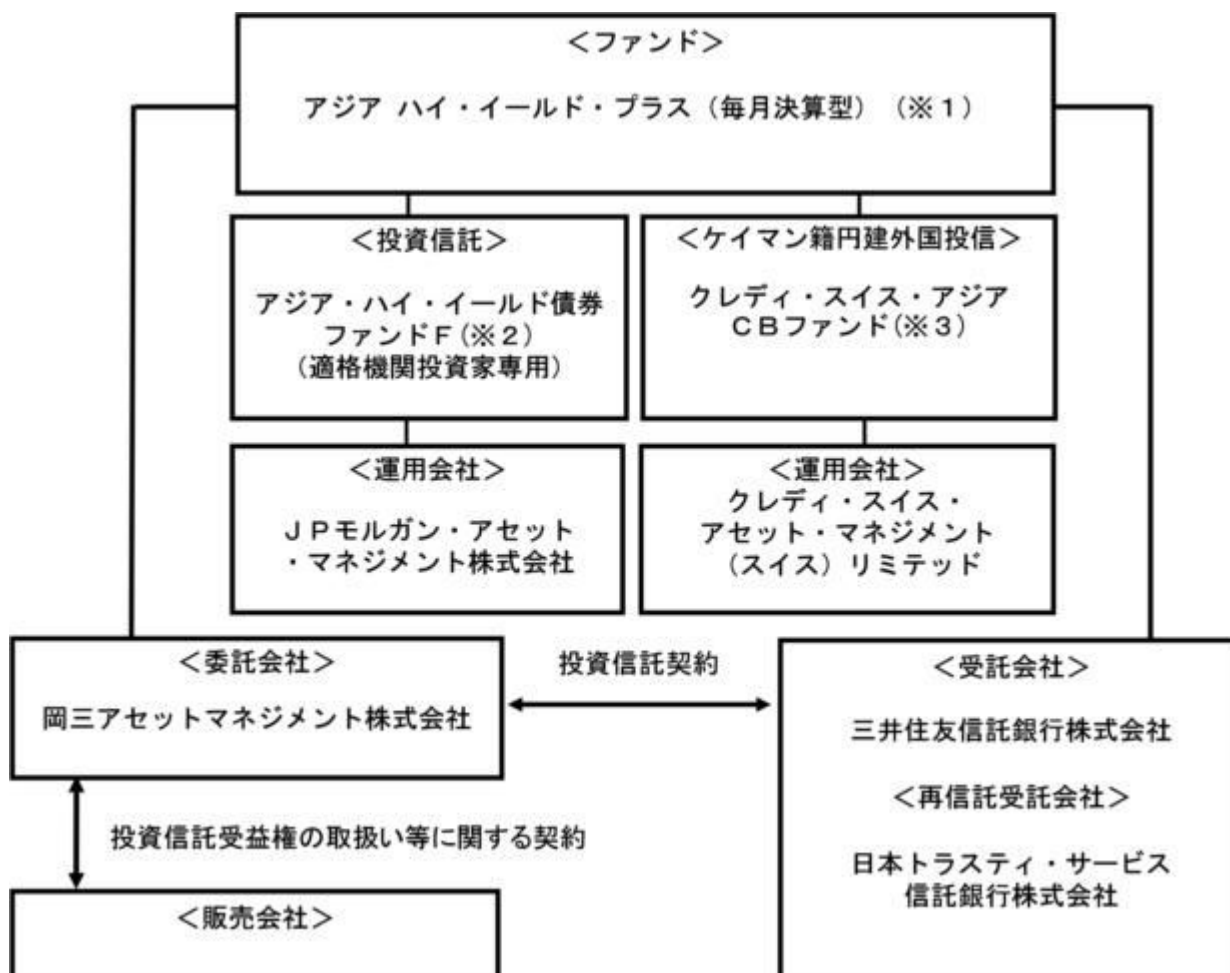 ＜ファンド＞
アジア ハイ・イールド・プラス（毎月決算型）（※１）
＜投資信託＞
アジア・ハイ・イールド債券
ファンドＦ(※２)
（適格機関投資家専用）
＜ケイマン籍円建外国投信＞
クレディ・スイス・アジア
ＣＢファンド(※３)
＜運用会社＞
ＪＰモルガン・アセット
・マネジメント株式会社
＜運用会社＞
クレディ・スイス・
アセット・マネジメント
（スイス）リミテッド
＜委託会社＞
岡三アセットマネジメント株式会社
投資信託契約
＜受託会社＞
三井住友信託銀行株式会社
＜再信託受託会社＞
日本トラスティ・サービス
信託銀行株式会社
投資信託受益権の取扱い等に関する契約
＜販売会社＞